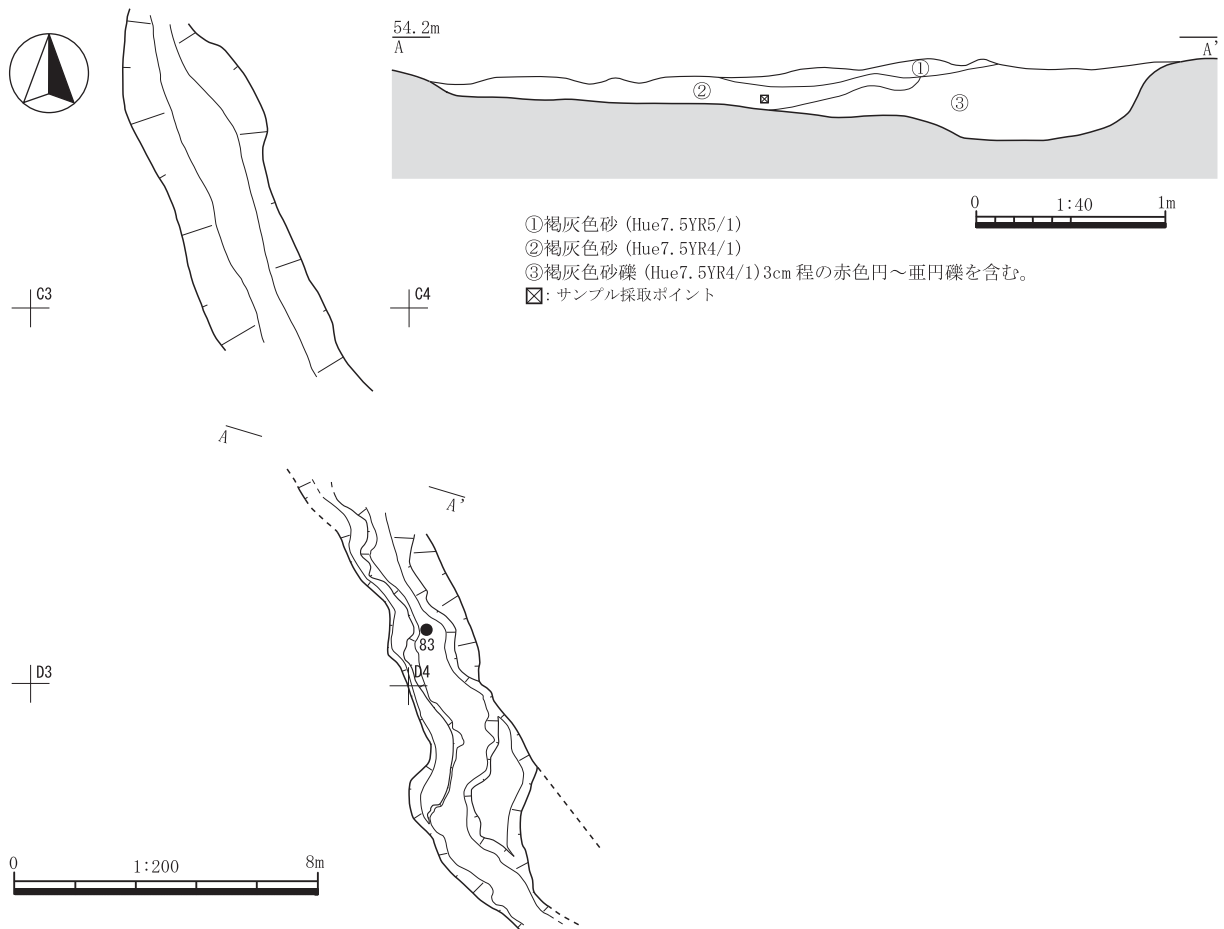 54.2m
A
A'
①
②
③
0 1:40 1m
①褐灰色砂 (Hue7.5YR5/1)
②褐灰色砂 (Hue7.5YR4/1)
③褐灰色砂礫 (Hue7.5YR4/1)3cm 程の赤色円～亜円礫を含む。
: サンプル採取ポイント
C3
C4
A
A'
83
D3
D4
0 1:200 8m